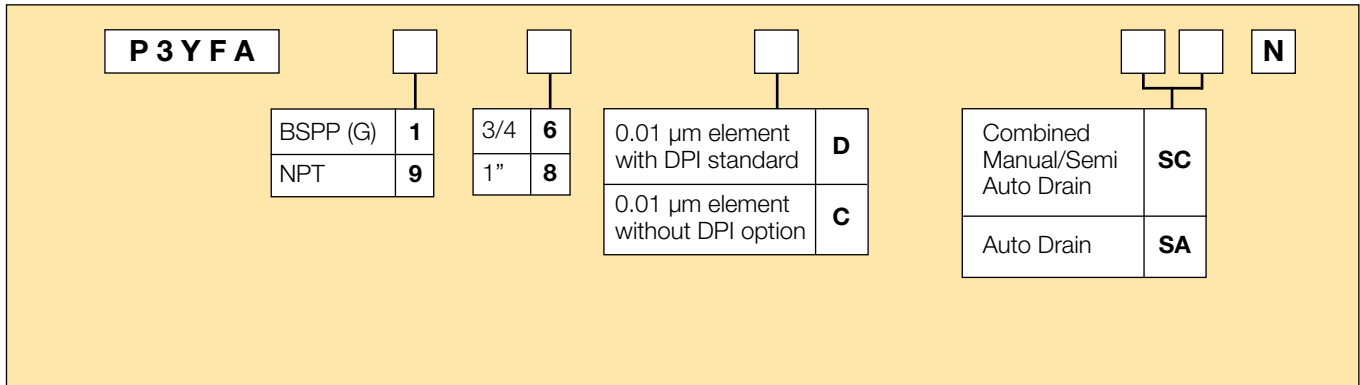 P3YFA N
BSPP (G) 1
NPT 9
3/4 6
1” 8
0.01 µm element
with DPI standard D
0.01 µm element
without DPI option C
Combined
Manual/Semi
Auto Drain SC
Auto Drain SA